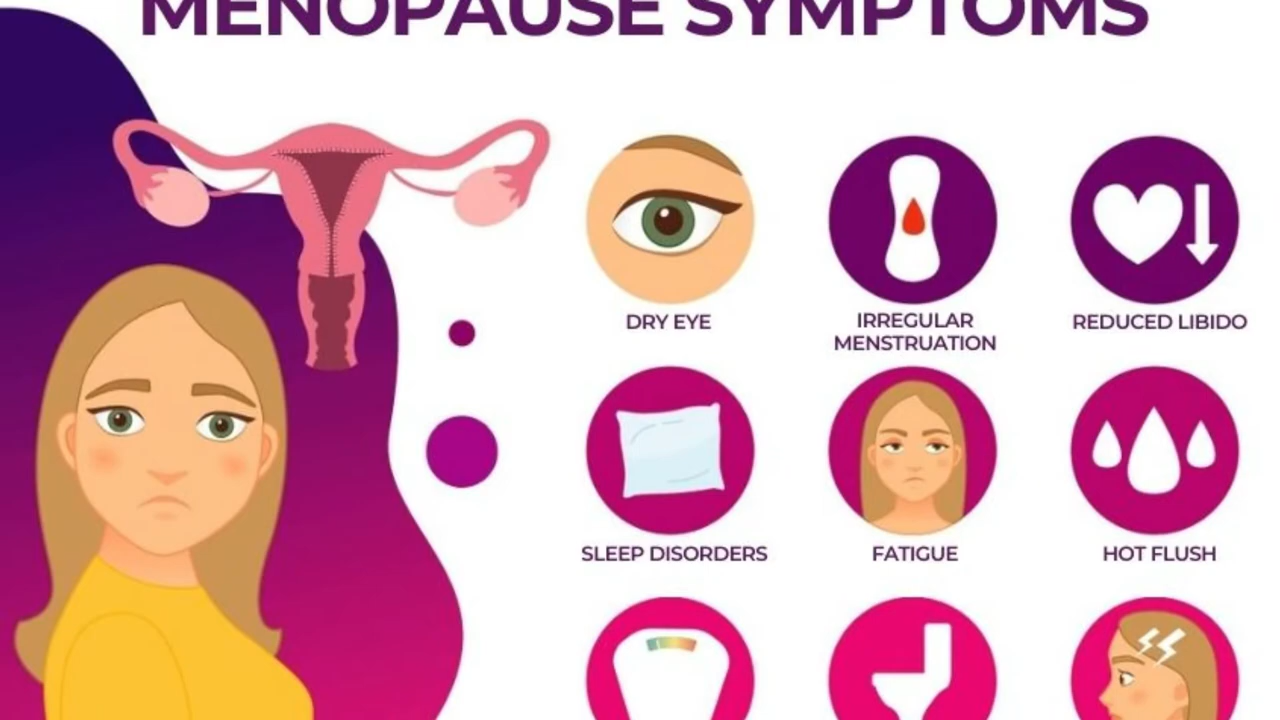 MENOPAUSE SYMPTOMS
DRY EYE
IRREGULAR
MENSTRUATION
REDUCED LIBIDO
SLEEP DISORDERS
FATIGUE
HOT FLUSH